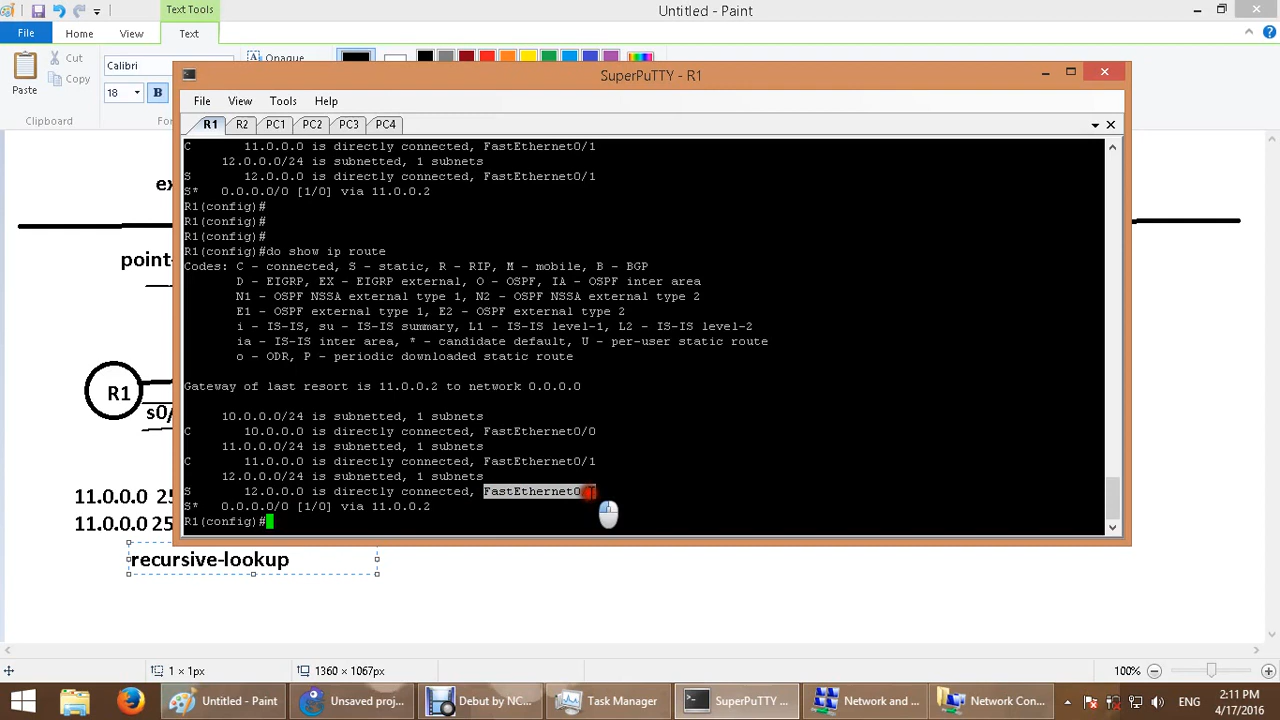 Text Tools
Untitled - Paint
File
Home
View
Text
Paste
Cut
Copy
Clipboard
Calibri
18
B
Opaque
SuperPuTTY - R1
File View Tools Help
R1 R2 PC1 PC2 PC3 PC4
C 11.0.0.0 is directly connected, FastEthernet0/1
12.0.0.0/24 is subnetted, 1 subnets
S 12.0.0.0 is directly connected, FastEthernet0/1
S* 0.0.0.0/0 [1/0] via 11.0.0.2
R1(config)#
R1(config)#
R1(config)#
R1(config)#do show ip route
Codes: C - connected, S - static, R - RIP, M - mobile, B - BGP
D - EIGRP, EX - EIGRP external, O - OSPF, IA - OSPF inter area
N1 - OSPF NSSA external type 1, N2 - OSPF NSSA external type 2
E1 - OSPF external type 1, E2 - OSPF external type 2
i - IS-IS, su - IS-IS summary, L1 - IS-IS level-1, L2 - IS-IS level-2
ia - IS-IS inter area, * - candidate default, U - per-user static route
o - ODR, P - periodic downloaded static route
Gateway of last resort is 11.0.0.2 to network 0.0.0.0
10.0.0.0/24 is subnetted, 1 subnets
C 10.0.0.0 is directly connected, FastEthernet0/0
11.0.0.0/24 is subnetted, 1 subnets
C 11.0.0.0 is directly connected, FastEthernet0/1
12.0.0.0/24 is subnetted, 1 subnets
S 12.0.0.0 is directly connected, FastEthernet0
S* 0.0.0.0/0 [1/0] via 11.0.0.2
R1(config)#
ex
point-
R1
s0/
11.0.0.0 25
11.0.0.0 25
recursive-lookup
1 × 1px
1360 × 1067px
100%
Untitled - Paint
Unsaved proj...
Debut by NC...
Task Manager
SuperPuTTY ...
Network and ...
Network Con...
ENG
2:11 PM
4/17/2016